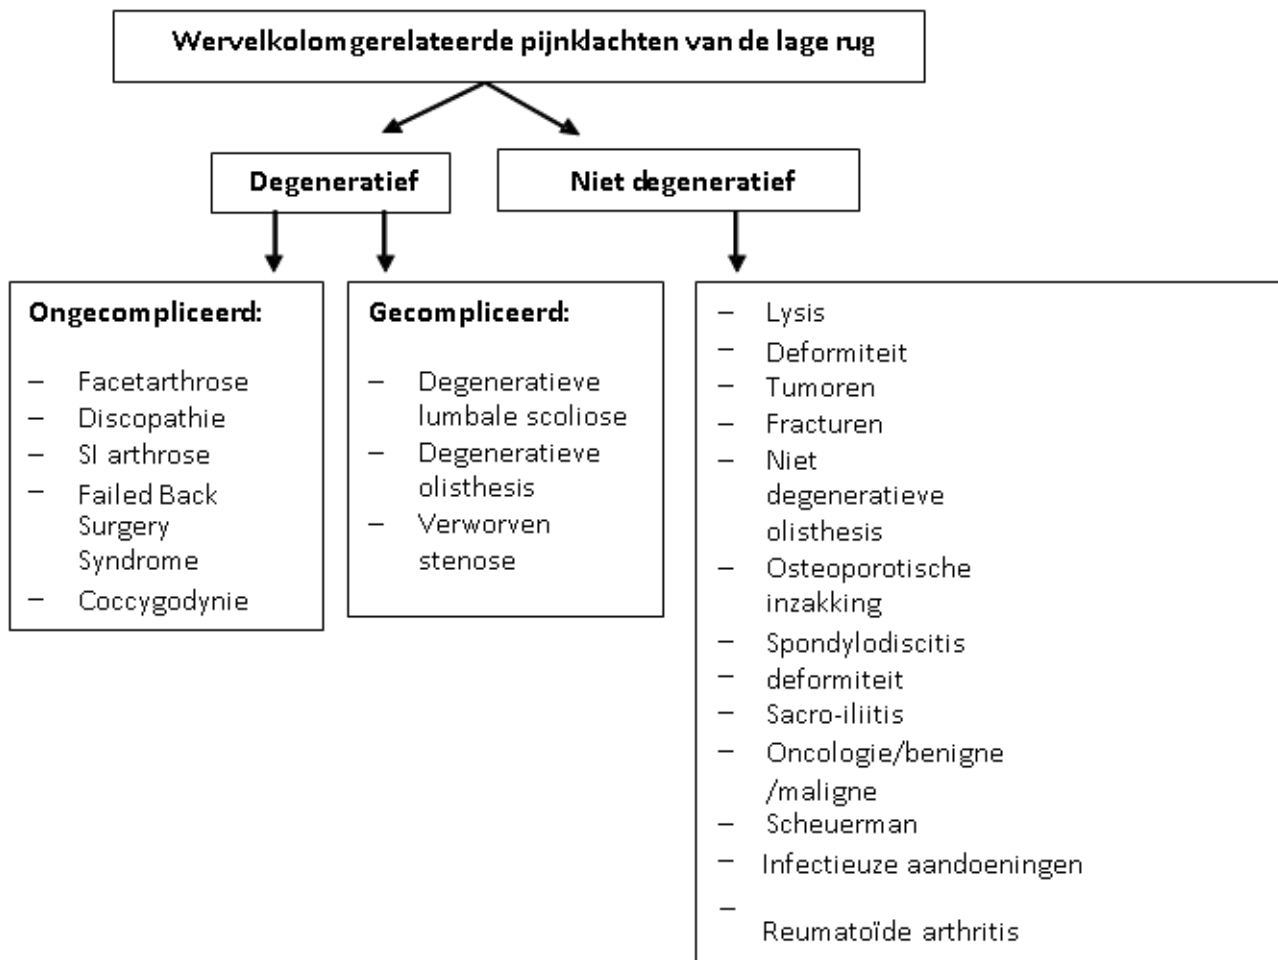 Wervelkolomgerelateerde pijnklachten van de lage rug
Degeneratief
Niet degeneratief
Ongecompliceerd:
– Facetarthrose
– Discopathie
– SI arthrose
– Failed Back
Surgery
Syndrome
– Coccygodynie
Gecompliceerd:
– Degeneratieve
lumbale scoliose
– Degeneratieve
olisthesis
– Verworven
stenose
– Lysis
– Deformiteit
– Tumoren
– Fracturen
– Niet
degeneratieve
olisthesis
– Osteoporotische
inzakking
– Spondylodiscitis
– deformiteit
– Sacro-iliitis
– Oncologie/benigne
/maligne
– Scheuerman
– Infectieuze aandoeningen
–
Reumatoïde arthritis